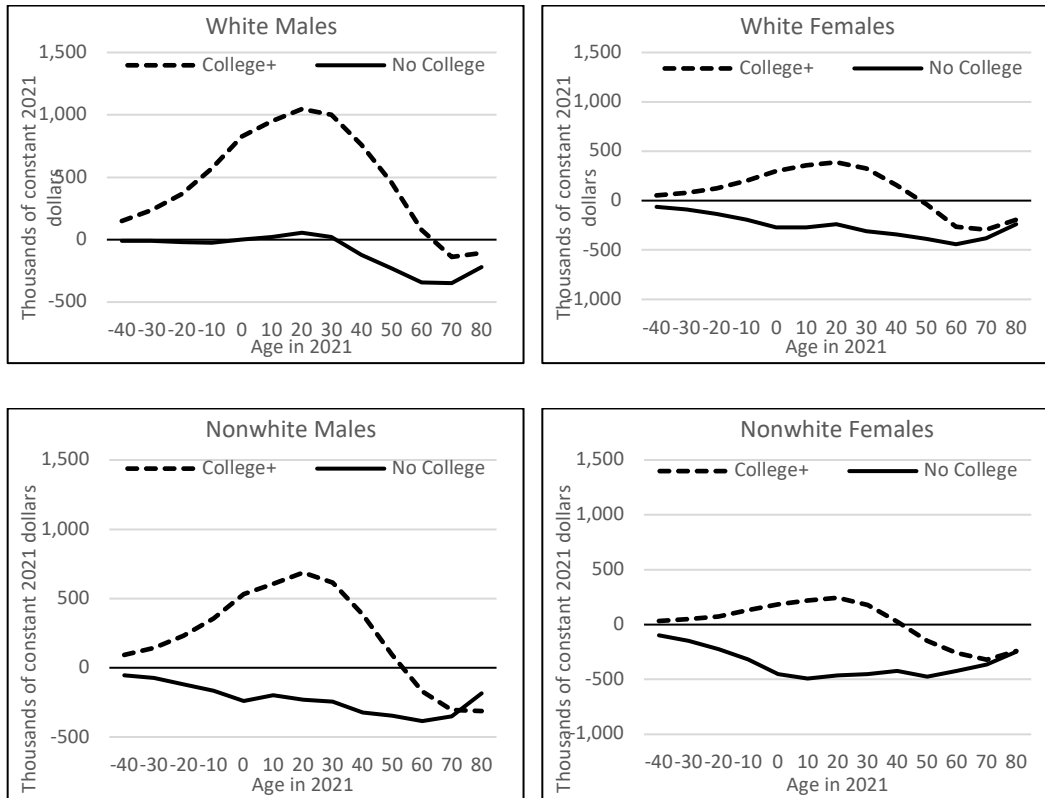 White Males
1,500
College+ No College
1,000
500
0
-500
Thousands of constant 2021
dollars
-40 -30 -20 -10 0 10 20 30 40 50 60 70 80
Age in 2021
White Females
1,500
College+ No College
1,000
500
0
-500
-1,000
Thousands of constant 2021
dollars
-40 -30 -20 -10 0 10 20 30 40 50 60 70 80
Age in 2021
Nonwhite Males
1,500
College+ No College
1,000
500
0
-500
Thousands of constant 2021 dollars
-40 -30 -20 -10 0 10 20 30 40 50 60 70 80
Age in 2021
Nonwhite Females
1,500
College+ No College
1,000
500
0
-500
-1,000
Thousands of constant 2021 dollars
-40 -30 -20 -10 0 10 20 30 40 50 60 70 80
Age in 2021